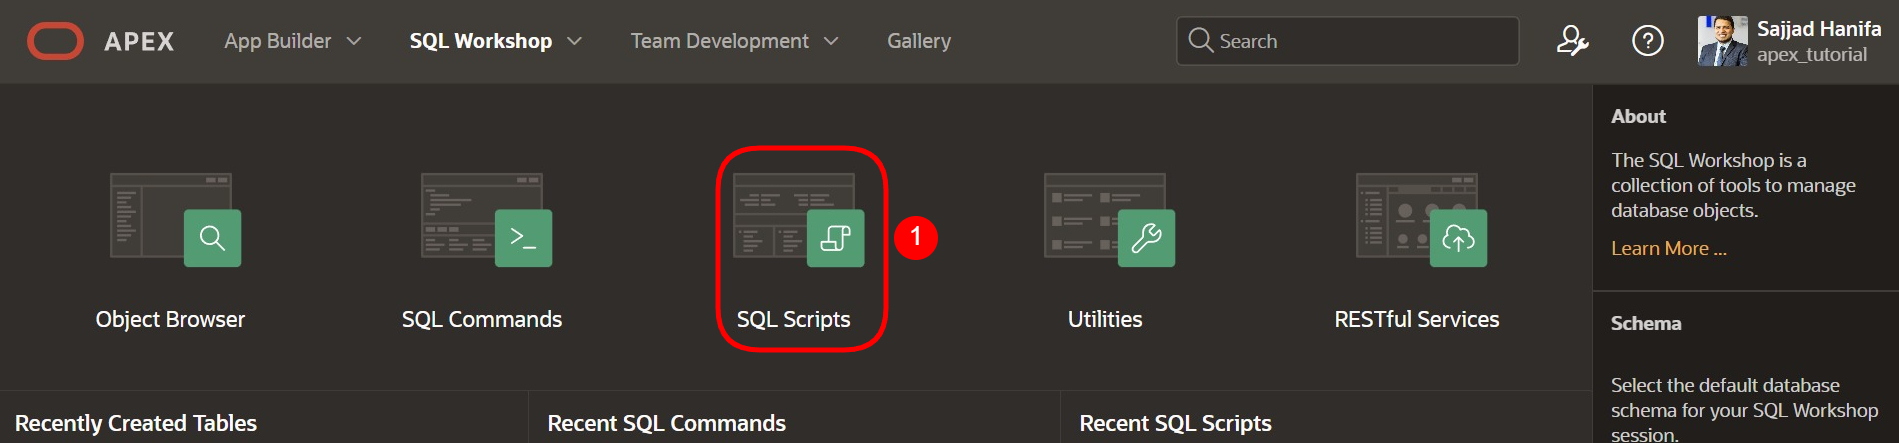 APEX
App Builder
SQL Workshop
Team Development
Gallery
Search
Sajjad Hanifa
apex_tutorial
Object Browser
SQL Commands
SQL Scripts
1
Utilities
RESTful Services
About
The SQL Workshop is a
collection of tools to manage
database objects.
Learn More ...
Schema
Select the default database
schema for your SQL Workshop
session.
Recently Created Tables
Recent SQL Commands
Recent SQL Scripts